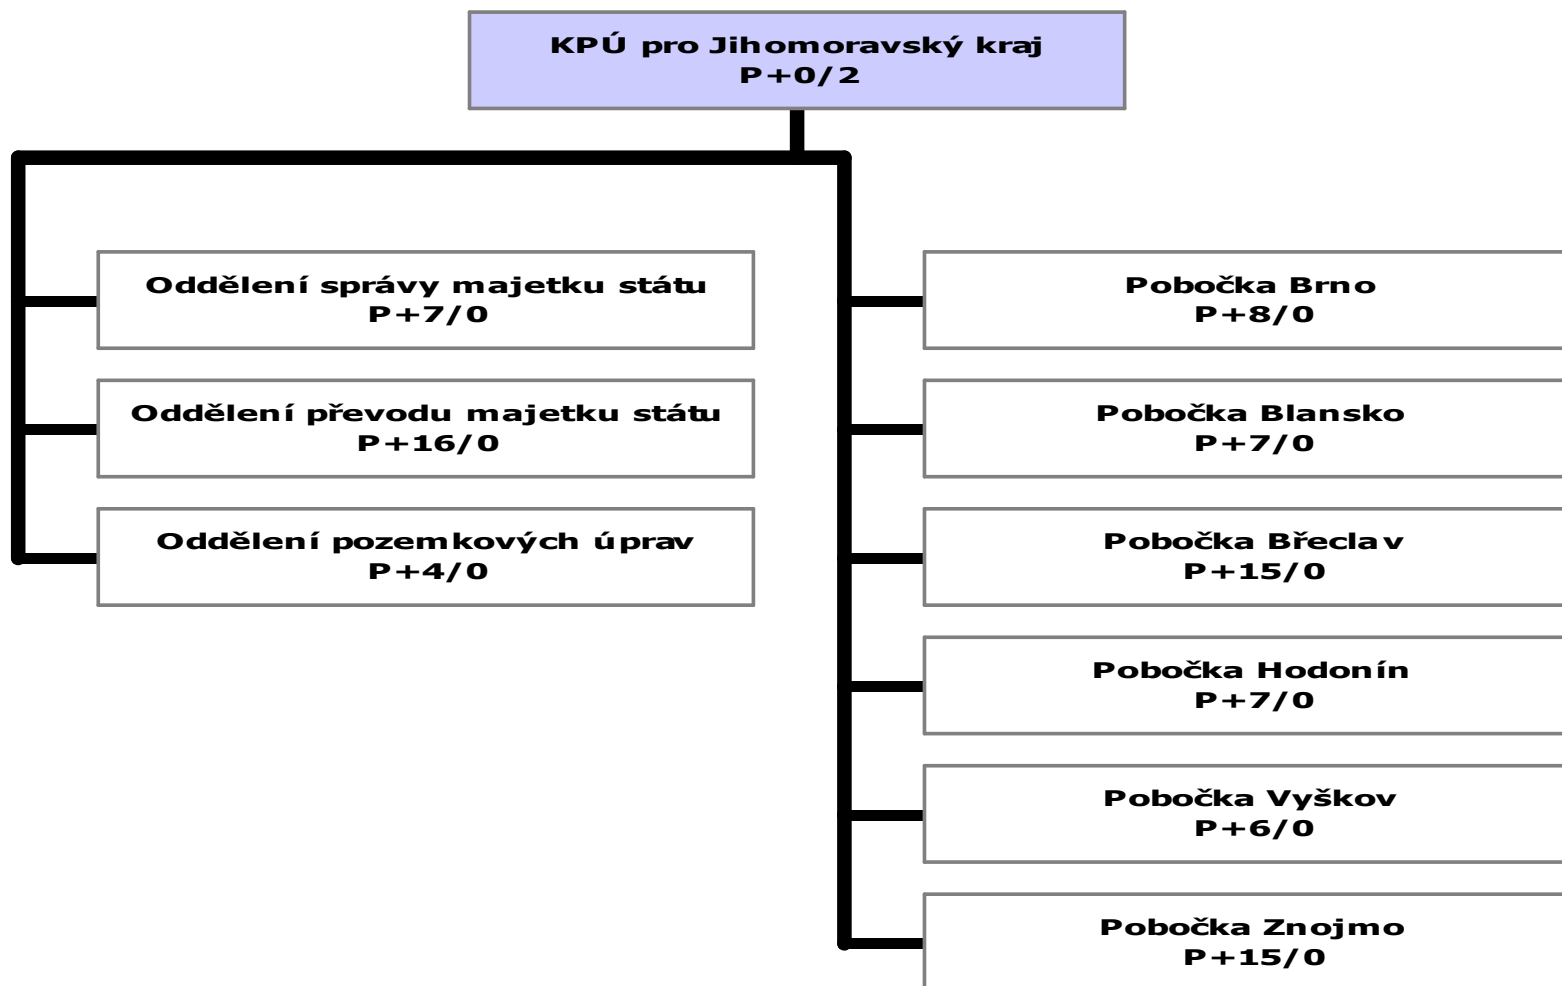 KPÚ pro Jihomoravský kraj
P+0/2
Oddělení správy majetku státu
P+7/0
Oddělení převodu majetku státu
P+16/0
Oddělení pozemkových úprav
P+4/0
Pobočka Brno
P+8/0
Pobočka Blansko
P+7/0
Pobočka Břeclav
P+15/0
Pobočka Hodonín
P+7/0
Pobočka Vyškov
P+6/0
Pobočka Znojmo
P+15/0